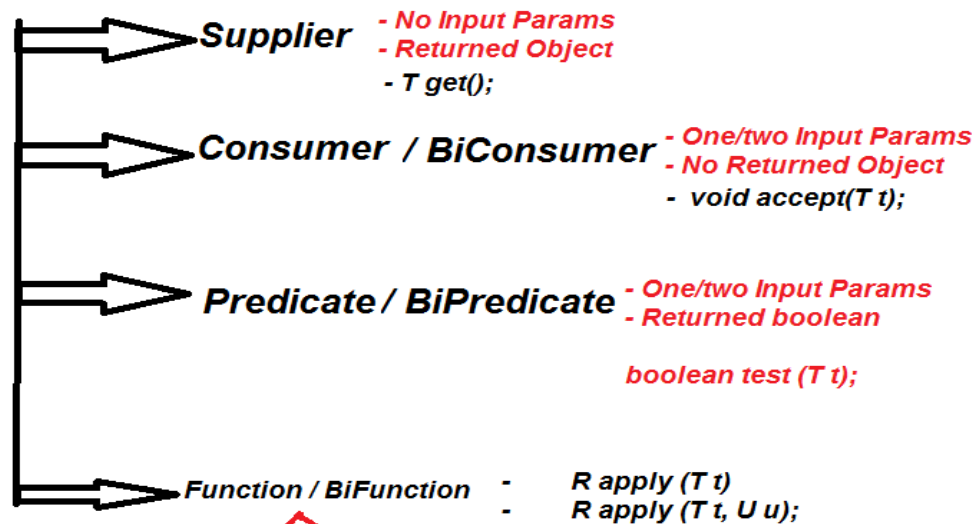 Supplier - No Input Params
- Returned Object
- T get();
Consumer / BiConsumer - One/two Input Params
- No Returned Object
- void accept(T t);
Predicate / BiPredicate - One/two Input Params
- Returned boolean
boolean test (T t);
Function / BiFunction - R apply (T t)
- R apply (T t, U u);